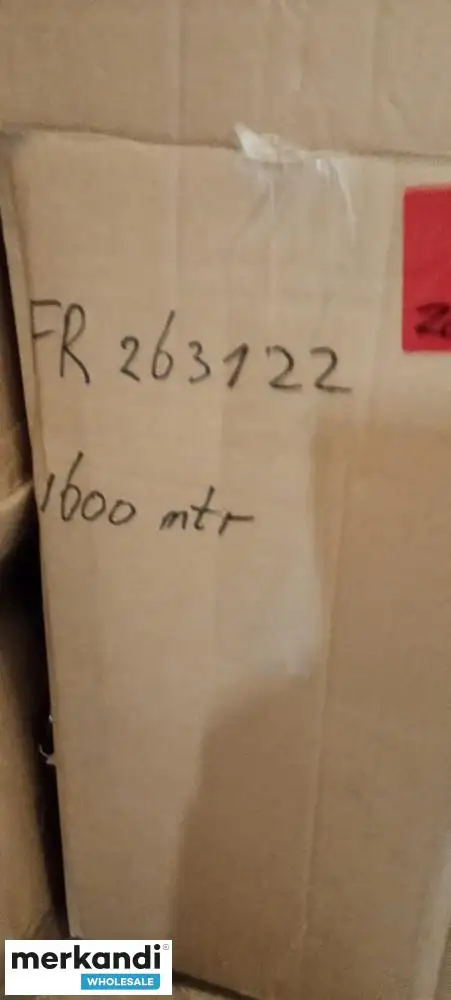 FR 263122
1600 mtr
merkandi®
WHOLESALE